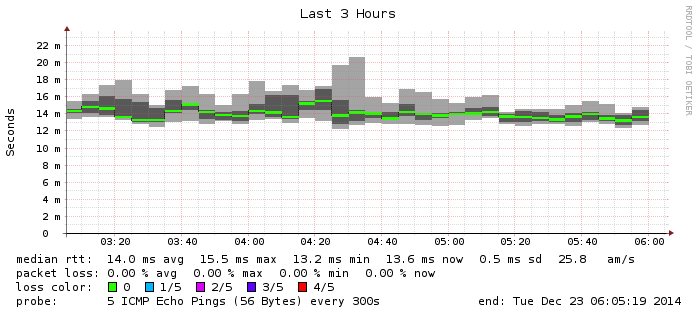 Last 3 Hours
RRDTOOL / TOBI OETIKER
Seconds
22 m
20 m
18 m
16 m
14 m
12 m
10 m
8 m
6 m
4 m
2 m
0
03:20 03:40 04:00 04:20 04:40 05:00 05:20 05:40 06:00
median rtt: 14.0 ms avg 15.5 ms max 13.2 ms min 13.6 ms now 0.5 ms sd 25.8 am/s
packet loss: 0.00 % avg 0.00 % max 0.00 % min 0.00 % now
loss color: 0 1/5 2/5 3/5 4/5
probe: 5 ICMP Echo Pings (56 Bytes) every 300s end: Tue Dec 23 06:05:19 2014